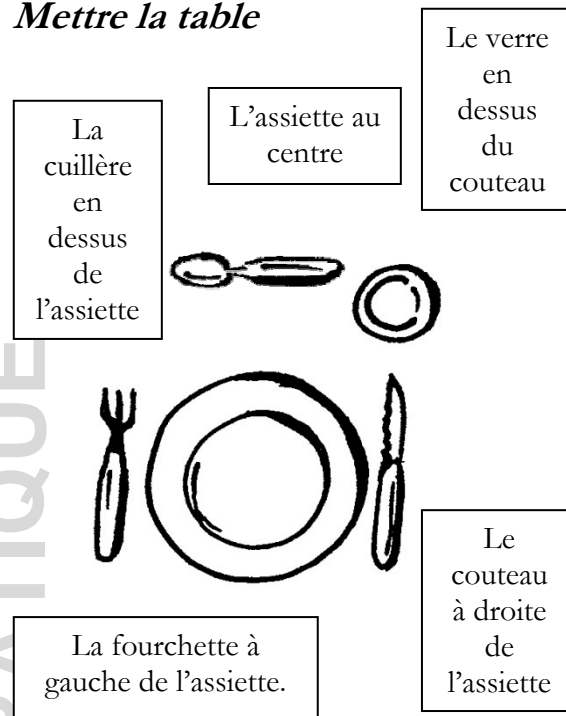 Mettre la table
Le verre
en
dessus
du
couteau
L'assiette au
centre
La
cuillère
en
dessus
de
l'assiette
Le
couteau
à droite
de
l'assiette
La fourchette à
gauche de l'assiette.